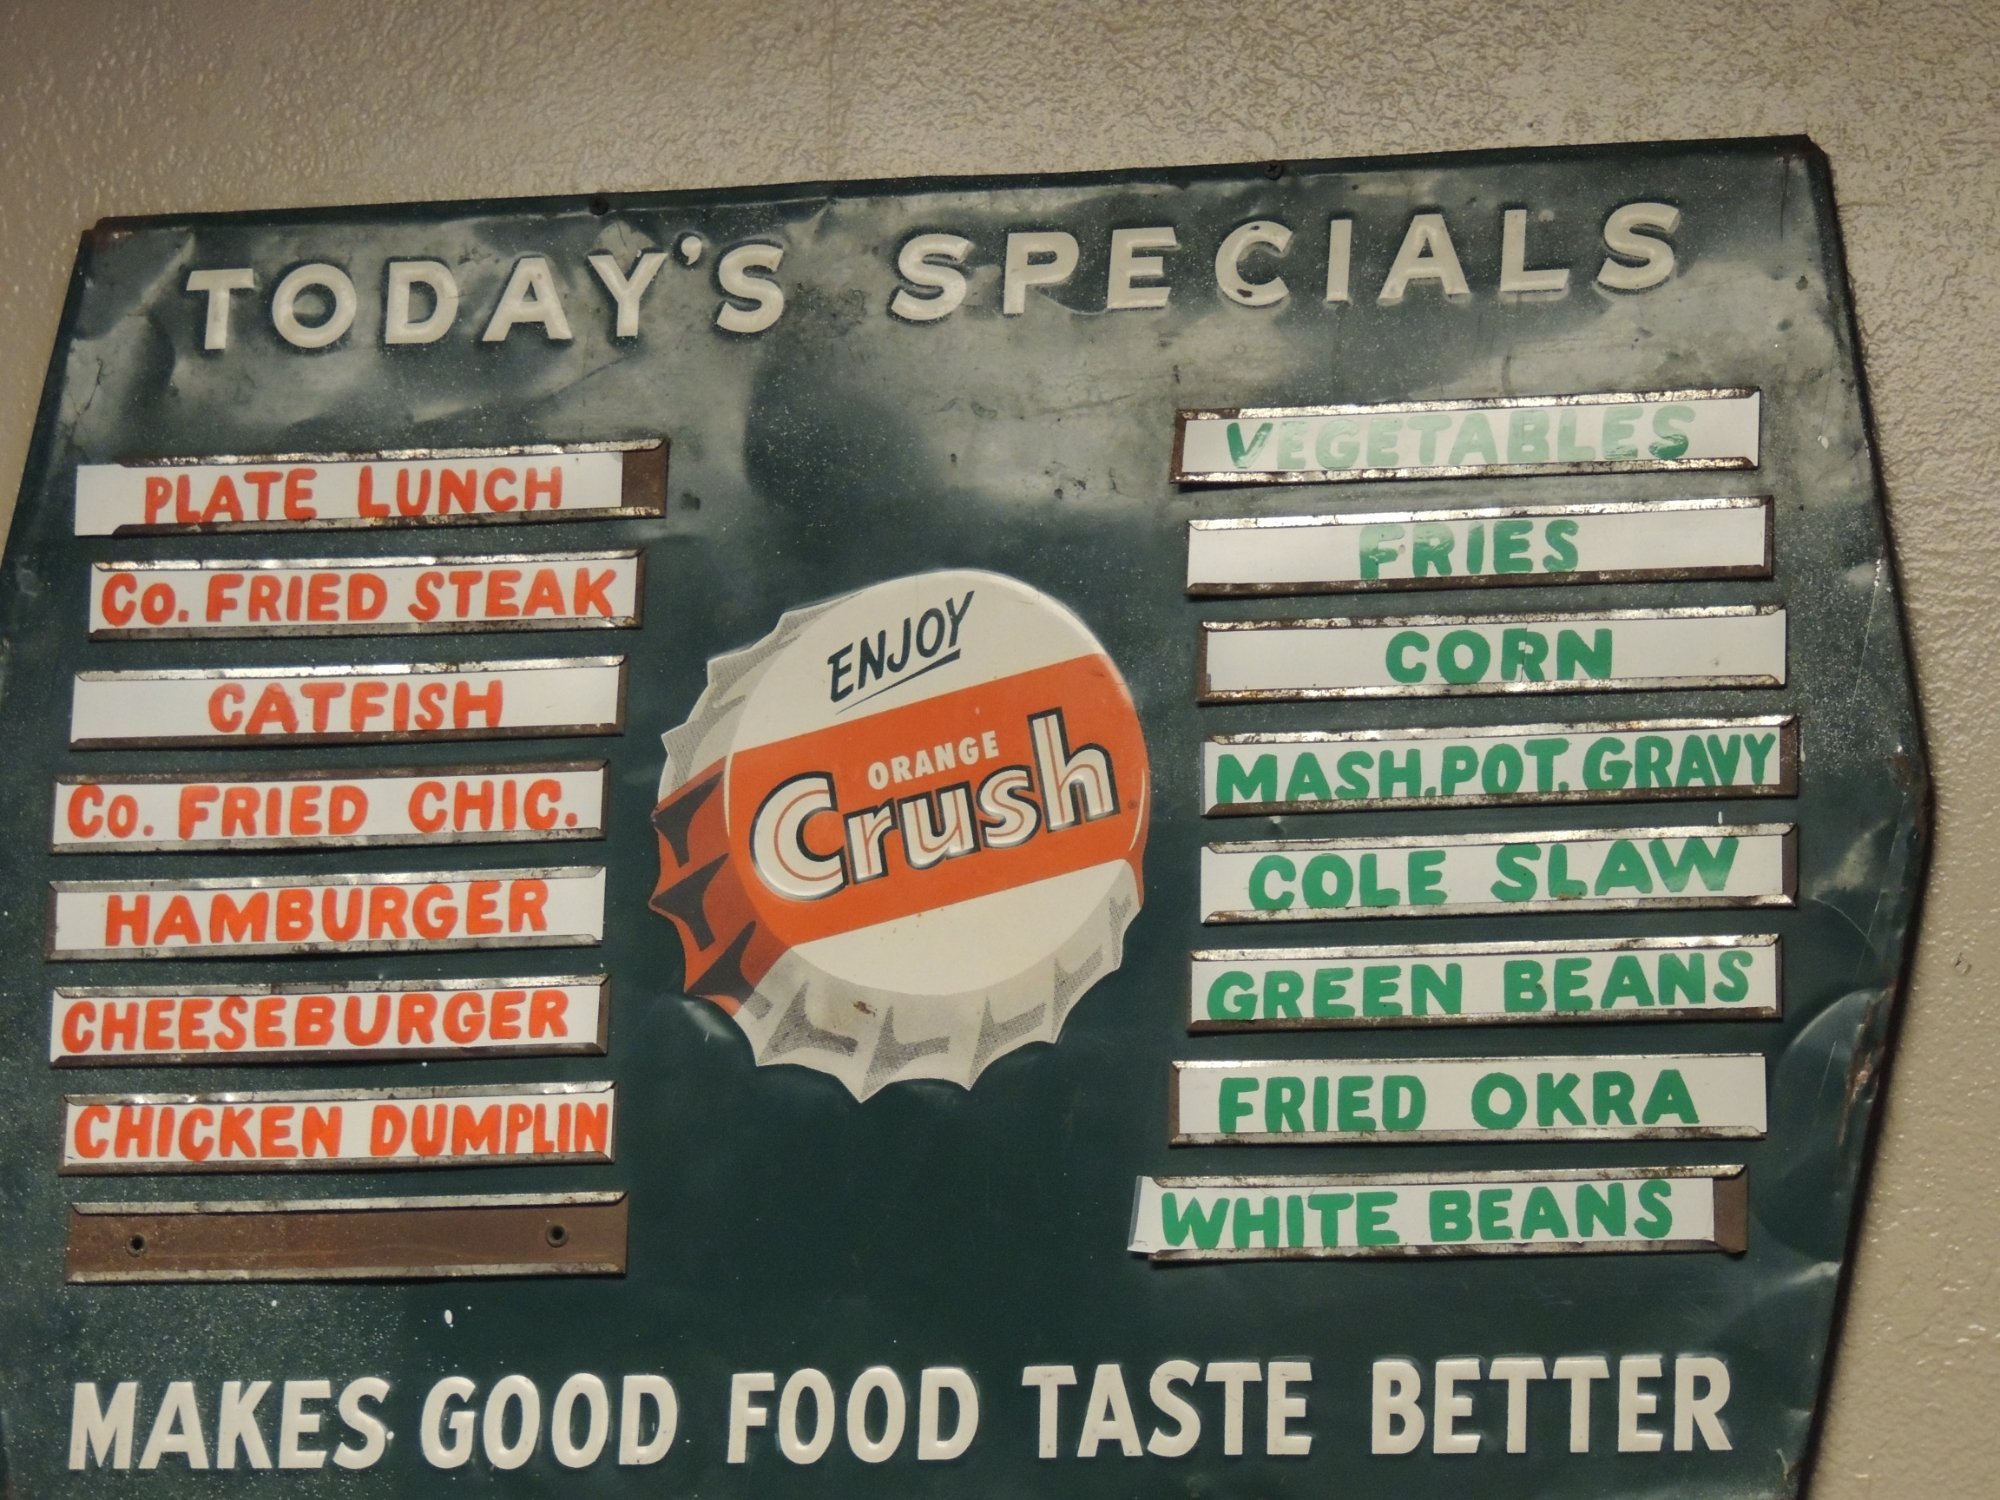 TODAY'S SPECIALS
PLATE LUNCH
Co. FRIED STEAK
CATFISH
Co. FRIED CHIC.
HAMBURGER
CHEESEBURGER
CHICKEN DUMPLIN
ENJOY
ORANGE
Crush
VEGETABLES
FRIES
CORN
MASH.POT. GRAVY
COLE SLAW
GREEN BEANS
FRIED OKRA
WHITE BEANS
MAKES GOOD FOOD TASTE BETTER